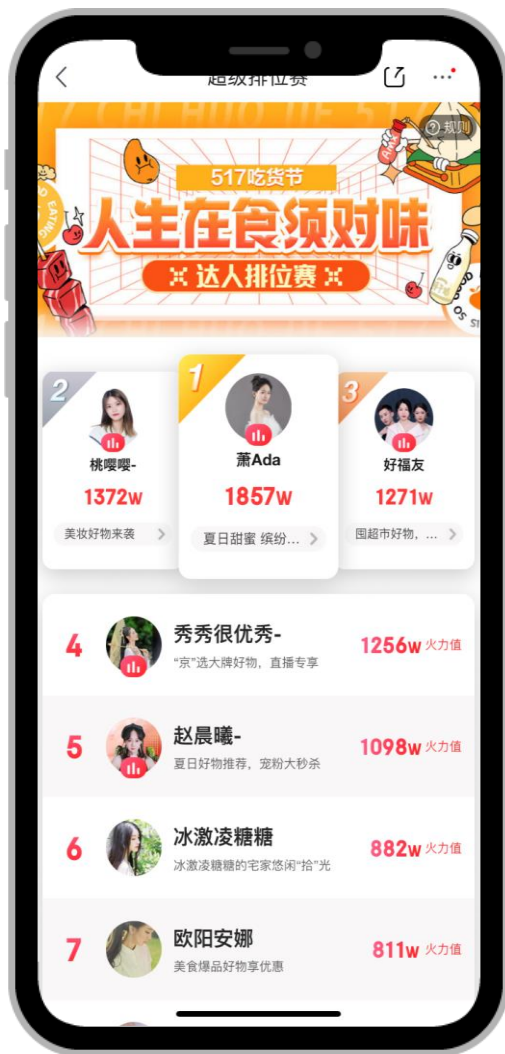 超级排位赛
7 CHI HUO JIE 517
规则
517吃货节
人生在食须对味
达人排位赛
EATING
2
桃嘤嘤-
1372w
美妆好物来袭
1
萧Ada
1857w
夏日甜蜜 缤纷...
3
好福友
1271w
囤超市好物，...
4
秀秀很优秀-
“京”选大牌好物，直播专享
1256w 火力值
5
赵晨曦-
夏日好物推荐，宠粉大秒杀
1098w 火力值
6
冰激凌糖糖
冰激凌糖糖的宅家悠闲“拾”光
882w 火力值
7
欧阳安娜
美食爆品好物享优惠
811w 火力值